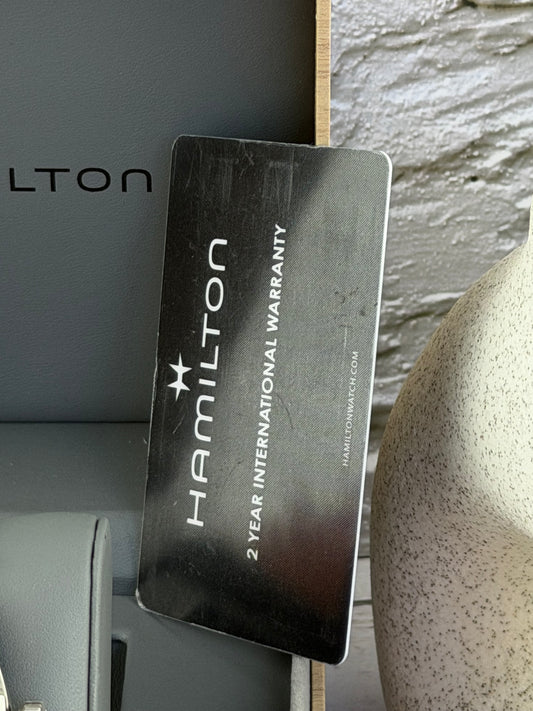 LTON
HAMILTON
2 YEAR INTERNATIONAL WARRANTY
HAMILTONWATCH.COM